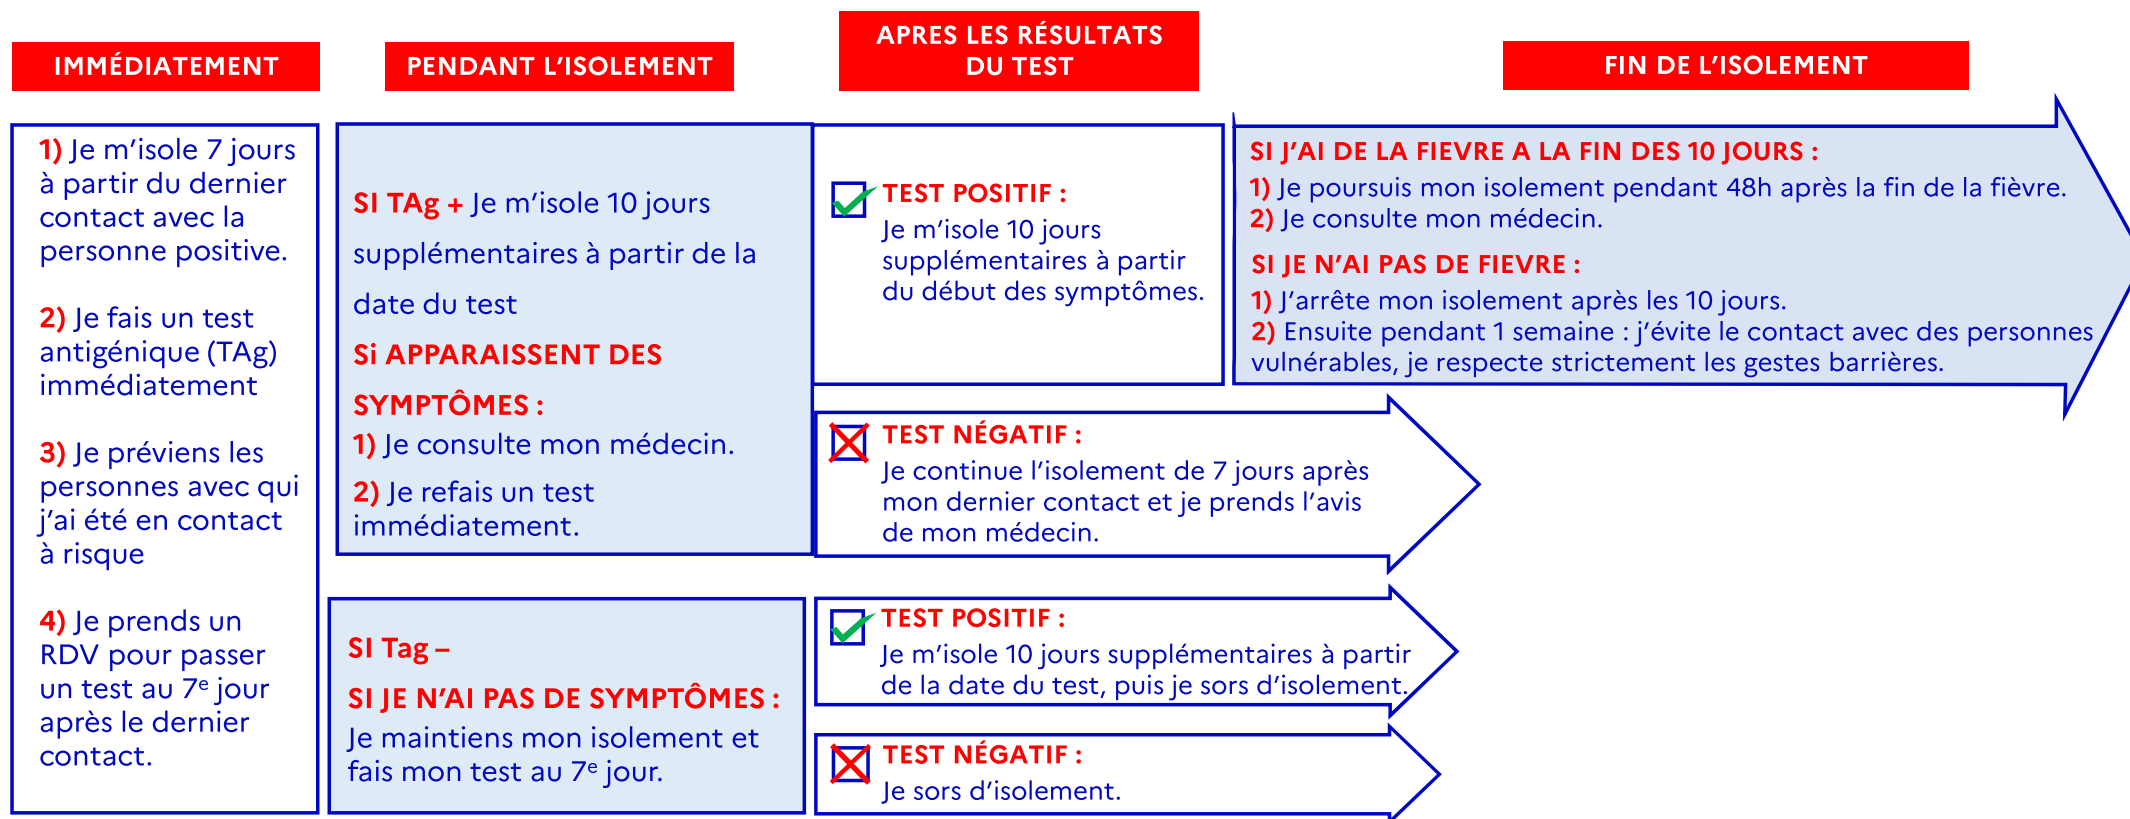 IMMÉDIATEMENT
1) Je m’isole 7 jours
à partir du dernier
contact avec la
personne positive.
2) Je fais un test
antigénique (TAg)
immédiatement
3) Je préviens les
personnes avec qui
j’ai été en contact
à risque
4) Je prends un
RDV pour passer
un test au 7ᵉ jour
après le dernier
contact.
PENDANT L’ISOLEMENT
SI TAg + Je m’isole 10 jours
supplémentaires à partir de la
date du test
Si APPARAISSENT DES
SYMPTÔMES :
1) Je consulte mon médecin.
2) Je refais un test
immédiatement.
SI Tag –
SI JE N’AI PAS DE SYMPTÔMES :
Je maintiens mon isolement et
fais mon test au 7ᵉ jour.
APRES LES RÉSULTATS
DU TEST
TEST POSITIF :
Je m’isole 10 jours
supplémentaires à partir
du début des symptômes.
TEST NÉGATIF :
Je continue l’isolement de 7 jours après
mon dernier contact et je prends l’avis
de mon médecin.
TEST POSITIF :
Je m’isole 10 jours supplémentaires à partir
de la date du test, puis je sors d’isolement.
TEST NÉGATIF :
Je sors d’isolement.
FIN DE L’ISOLEMENT
SI J’AI DE LA FIEVRE A LA FIN DES 10 JOURS :
1) Je poursuis mon isolement pendant 48h après la fin de la fièvre.
2) Je consulte mon médecin.
SI JE N’AI PAS DE FIEVRE :
1) J’arrête mon isolement après les 10 jours.
2) Ensuite pendant 1 semaine : j’évite le contact avec des personnes
vulnérables, je respecte strictement les gestes barrières.